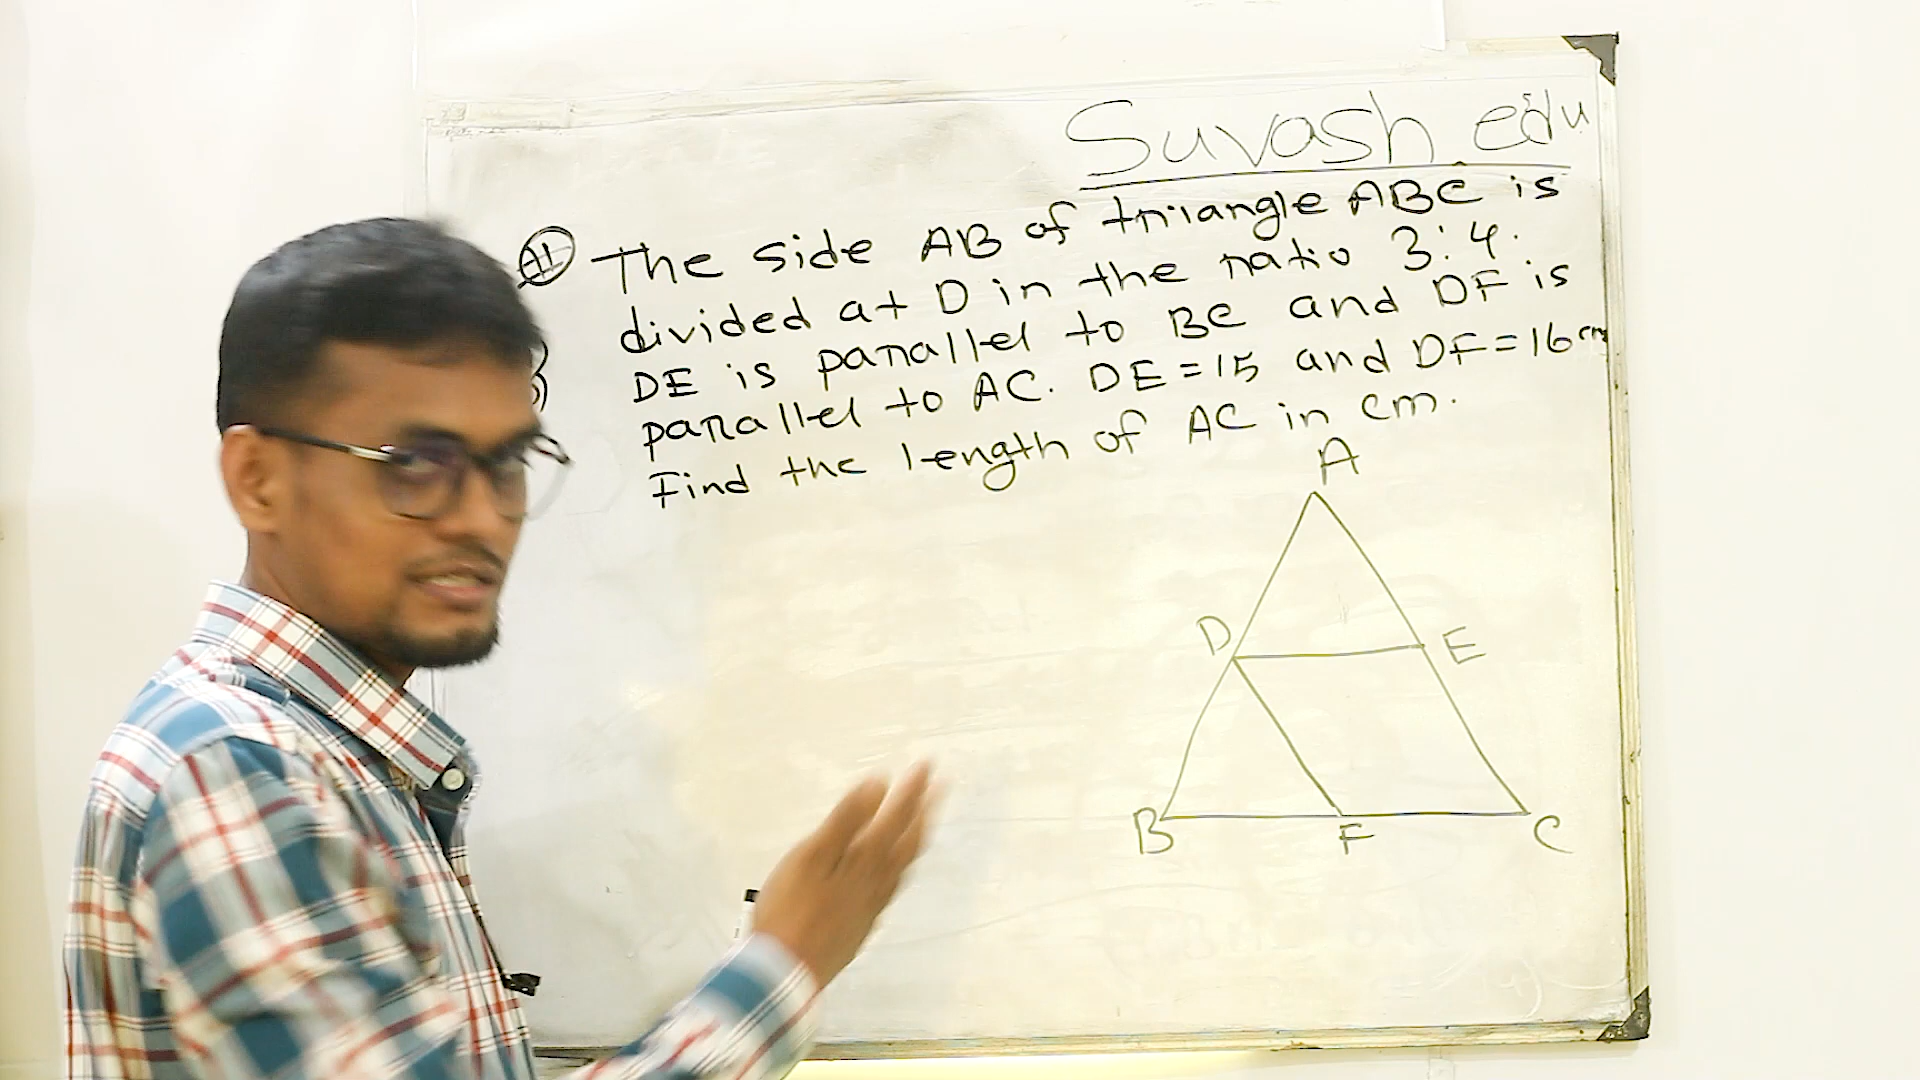 Suvash edu
The side AB of triangle ABC is
divided at D in the ratio 3:4.
DE is parallel to BC and DF is
parallel to AC. DE=15 and DF=16cm
Find the length of AC in cm.
A
D E
B F C